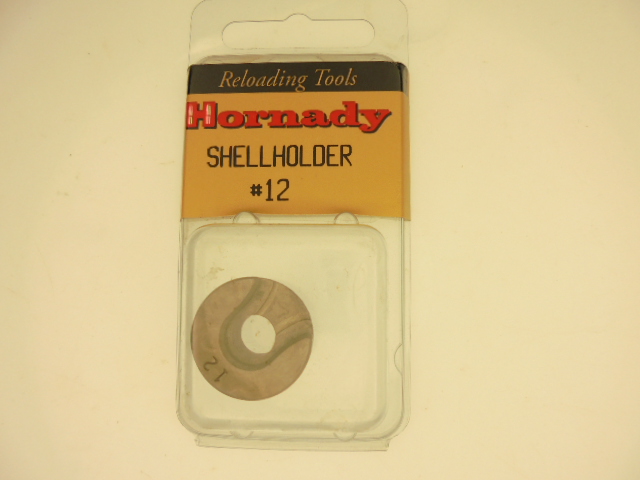 Reloading Tools
Hornady
SHELLHOLDER
#12
12